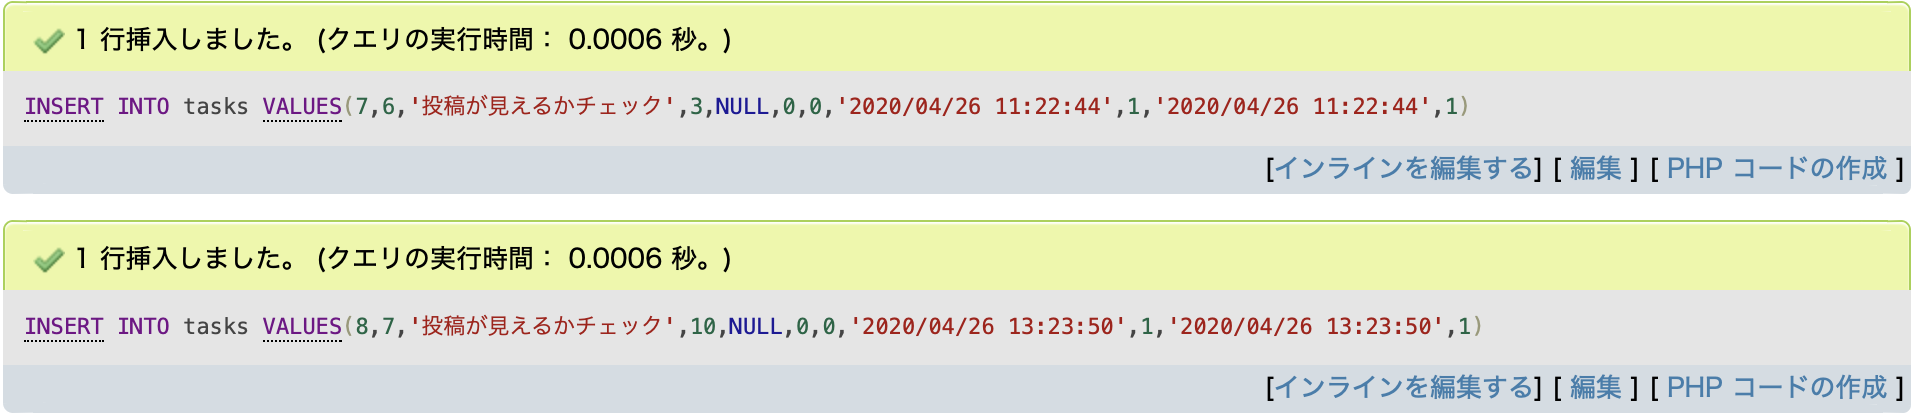 1 行挿入しました。 (クエリの実行時間： 0.0006 秒。)
INSERT INTO tasks VALUES(7,6,'投稿が見えるかチェック',3,NULL,0,0,'2020/04/26 11:22:44',1,'2020/04/26 11:22:44',1)
[インラインを編集する] [ 編集 ] [ PHP コードの作成 ]
1 行挿入しました。 (クエリの実行時間： 0.0006 秒。)
INSERT INTO tasks VALUES(8,7,'投稿が見えるかチェック',10,NULL,0,0,'2020/04/26 13:23:50',1,'2020/04/26 13:23:50',1)
[インラインを編集する] [ 編集 ] [ PHP コードの作成 ]